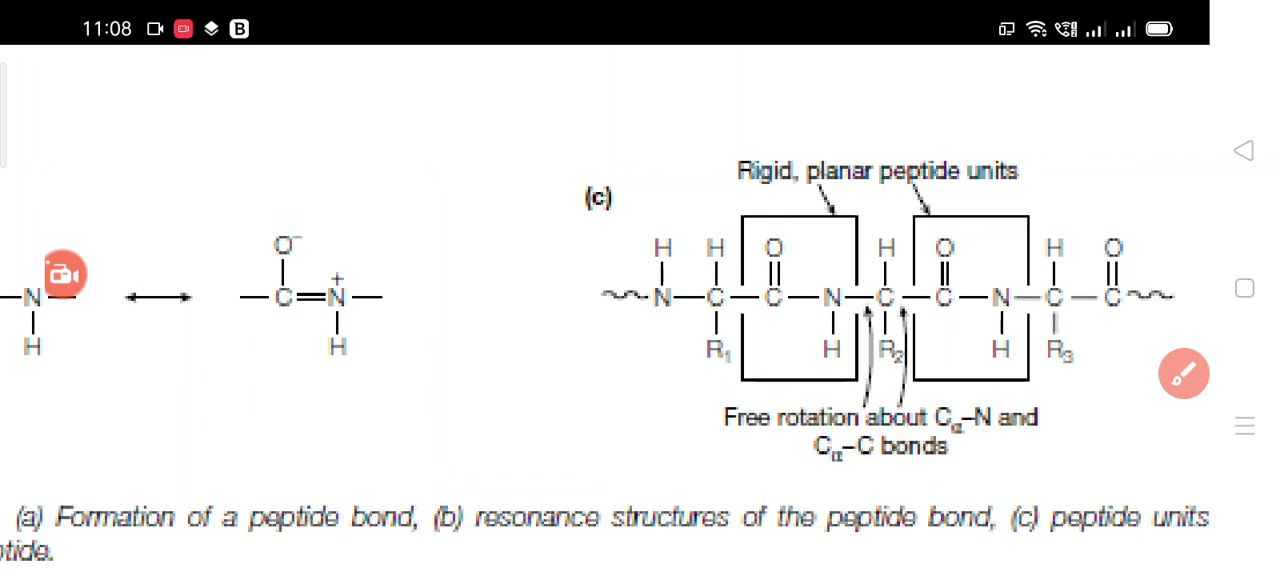 11:08 B
Rigid, planar peptide units
(c)
O⁻ H H O H O H O
+
N C N N C C N C C N C C
H H R₁ H R₂ H R₃
Free rotation about Cα–N and
Cα–C bonds
(a) Formation of a peptide bond, (b) resonance structures of the peptide bond, (c) peptide units
ptide.